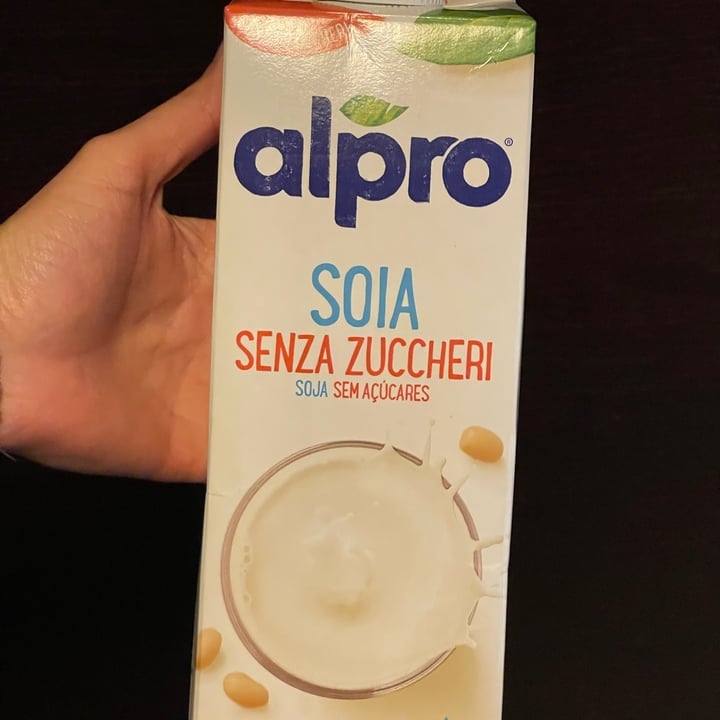 alpro®
SOIA
SENZA ZUCCHERI
SOJA SEM AÇÚCARES